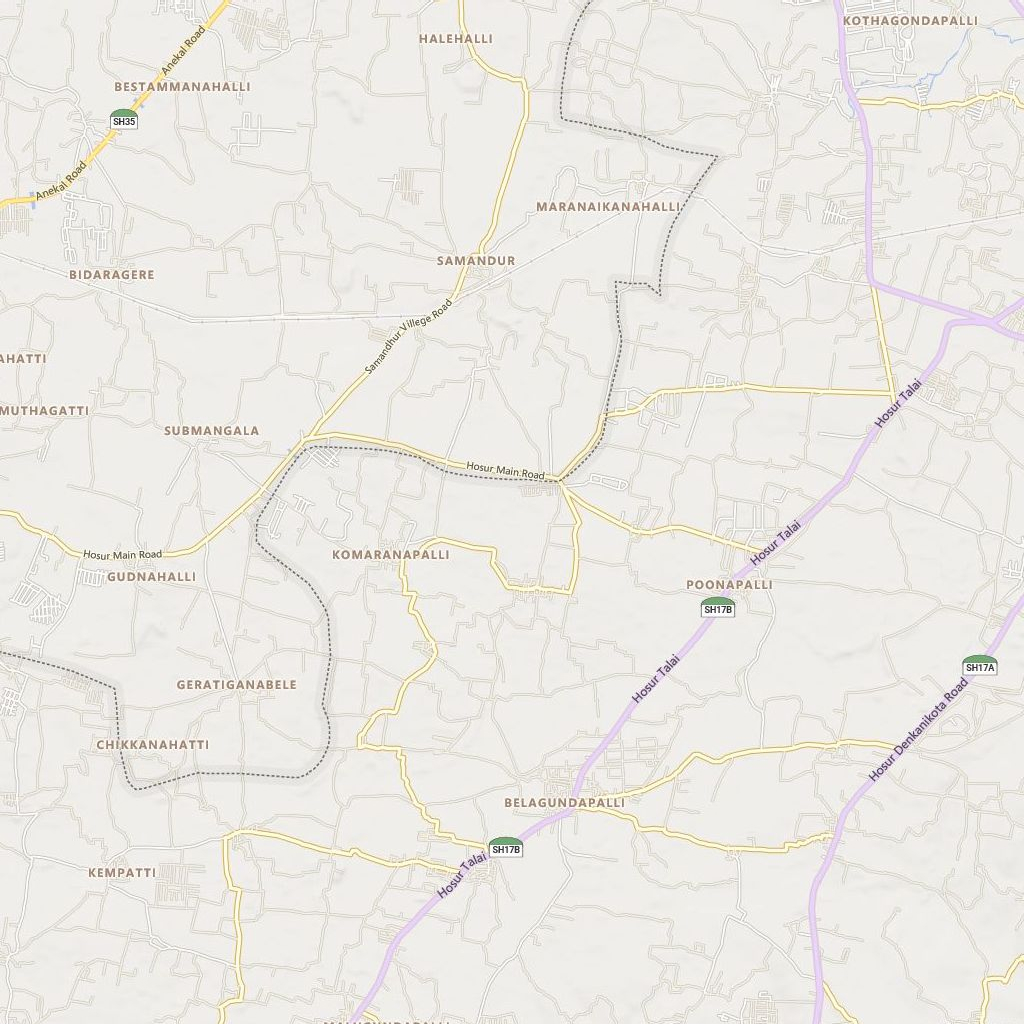 KOTHAGONDAPALLI
HALEHALLI
Anekal Road
BESTAMMANAHALLI
SH35
Anekal Road
MARANAIKANAHALLI
SAMANDUR
BIDARAGERE
Samandhur Villege Road
AHATTI
Hosur Talai
MUTHAGATTI
SUBMANGALA
Hosur Main Road
Hosur Talai
Hosur Main Road
KOMARANAPALLI
GUDNAHALLI
POONAPALLI
SH17B
SH17A
Hosur Talai
GERATIGANABELE
Hosur Denkanikota Road
CHIKKANAHATTI
BELAGUNDAPALLI
SH17B
KEMPATTI
Hosur Talai